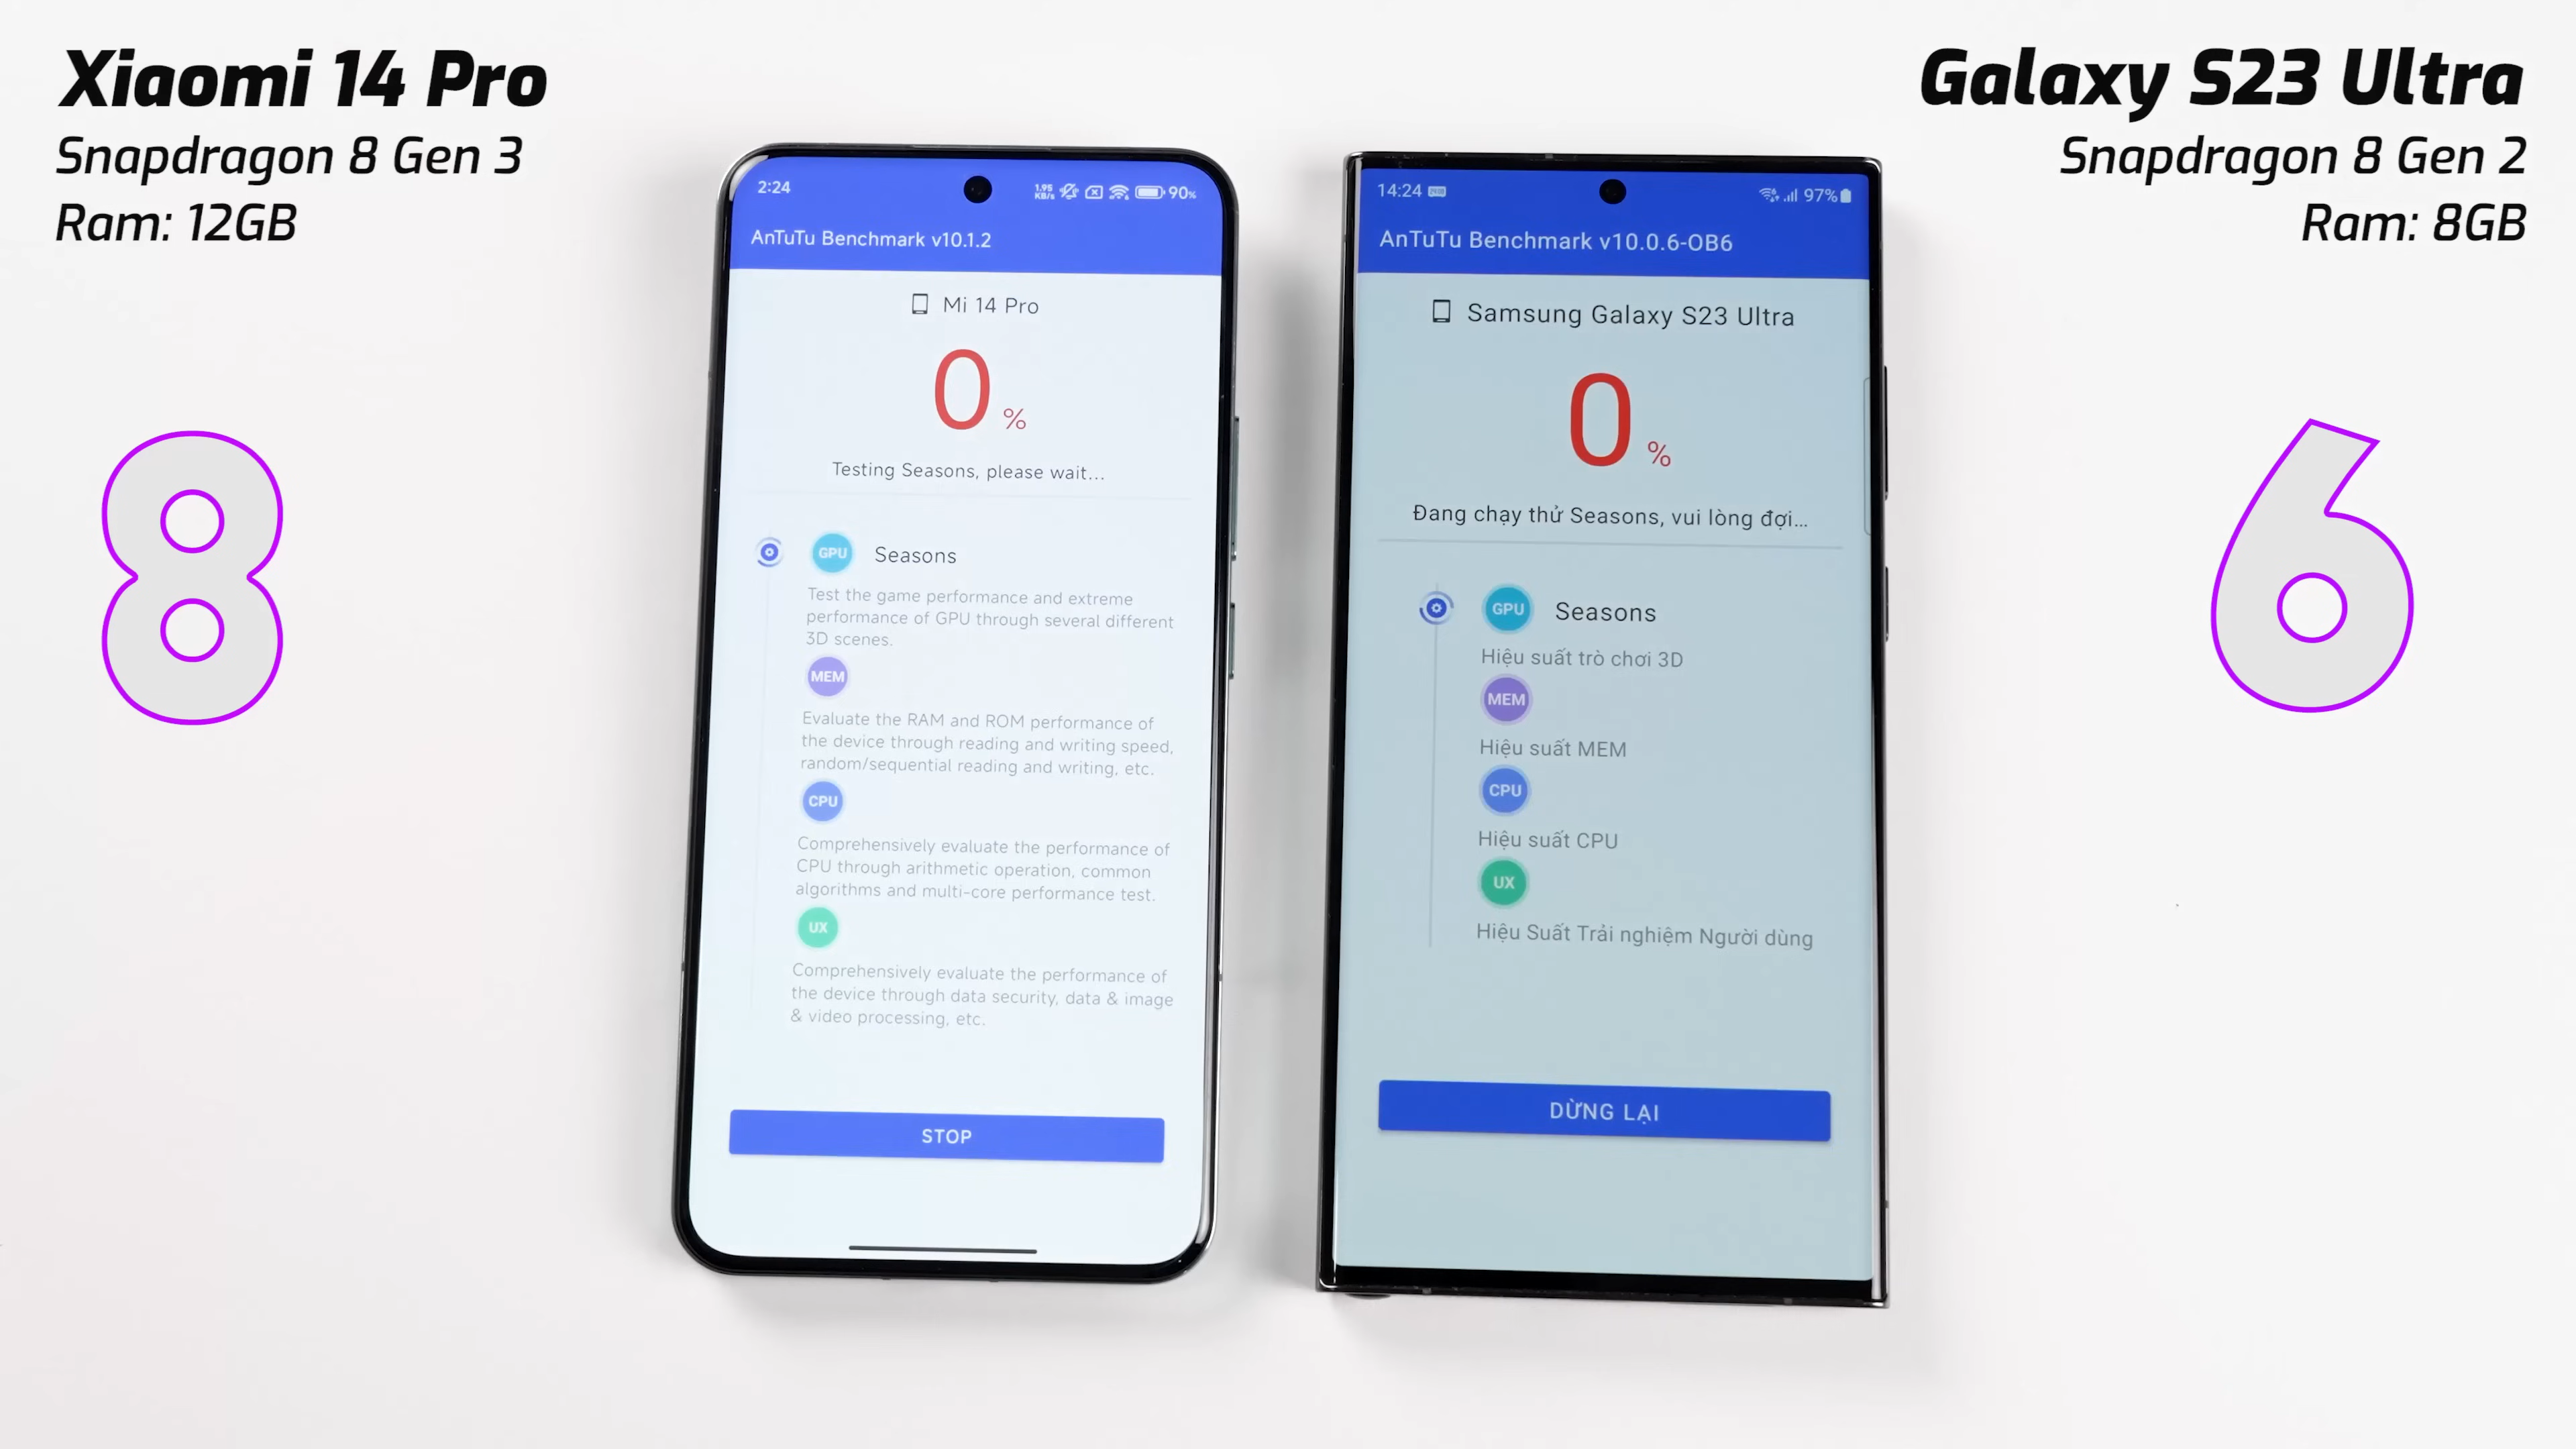 Xiaomi 14 Pro
Snapdragon 8 Gen 3
Ram: 12GB
8
Galaxy S23 Ultra
Snapdragon 8 Gen 2
Ram: 8GB
6
2:24
1.95 KB/s
90%
AnTuTu Benchmark v10.1.2
Mi 14 Pro
0 %
Testing Seasons, please wait...
GPU Seasons
Test the game performance and extreme
performance of GPU through several different
3D scenes.
MEM
Evaluate the RAM and ROM performance of
the device through reading and writing speed,
random/sequential reading and writing, etc.
CPU
Comprehensively evaluate the performance of
CPU through arithmetic operation, common
algorithms and multi-core performance test.
UX
Comprehensively evaluate the performance of
the device through data security, data & image
& video processing, etc.
STOP
14:24
97%
AnTuTu Benchmark v10.0.6-OB6
Samsung Galaxy S23 Ultra
0 %
Đang chạy thử Seasons, vui lòng đợi...
GPU Seasons
Hiệu suất trò chơi 3D
MEM
Hiệu suất MEM
CPU
Hiệu suất CPU
UX
Hiệu Suất Trải nghiệm Người dùng
DỪNG LẠI